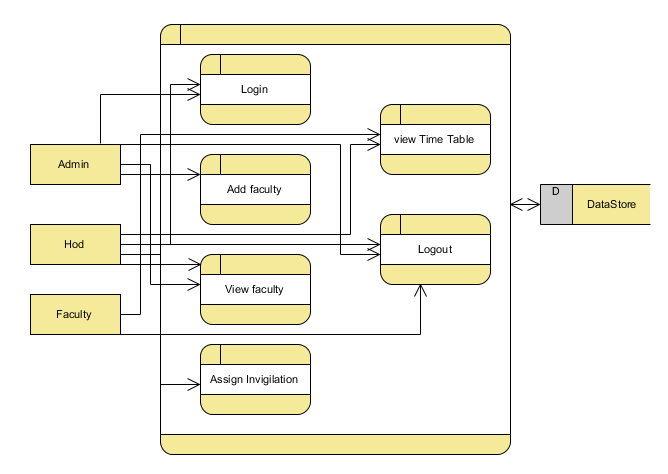 Login
view Time Table
Admin
Add faculty
D
DataStore
Hod
Logout
View faculty
Faculty
Assign Invigilation